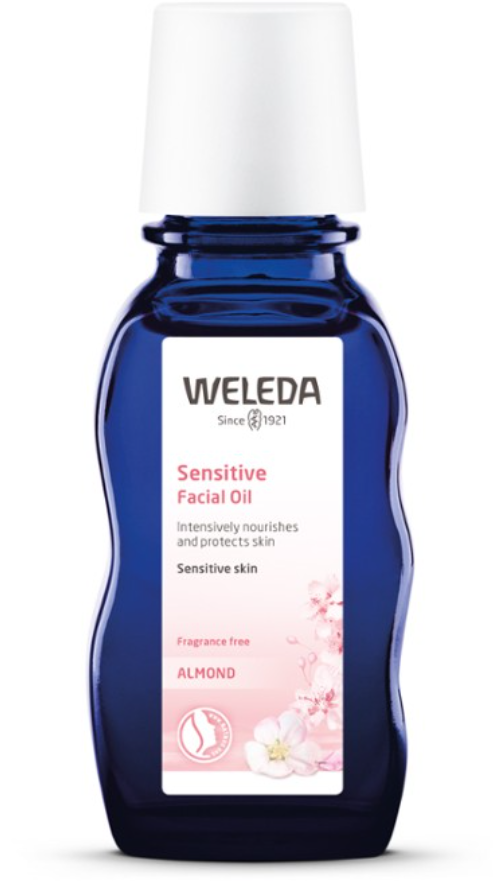 WELEDA
Since 1921
Sensitive
Facial Oil
Intensively nourishes
and protects skin
Sensitive skin
Fragrance free
ALMOND